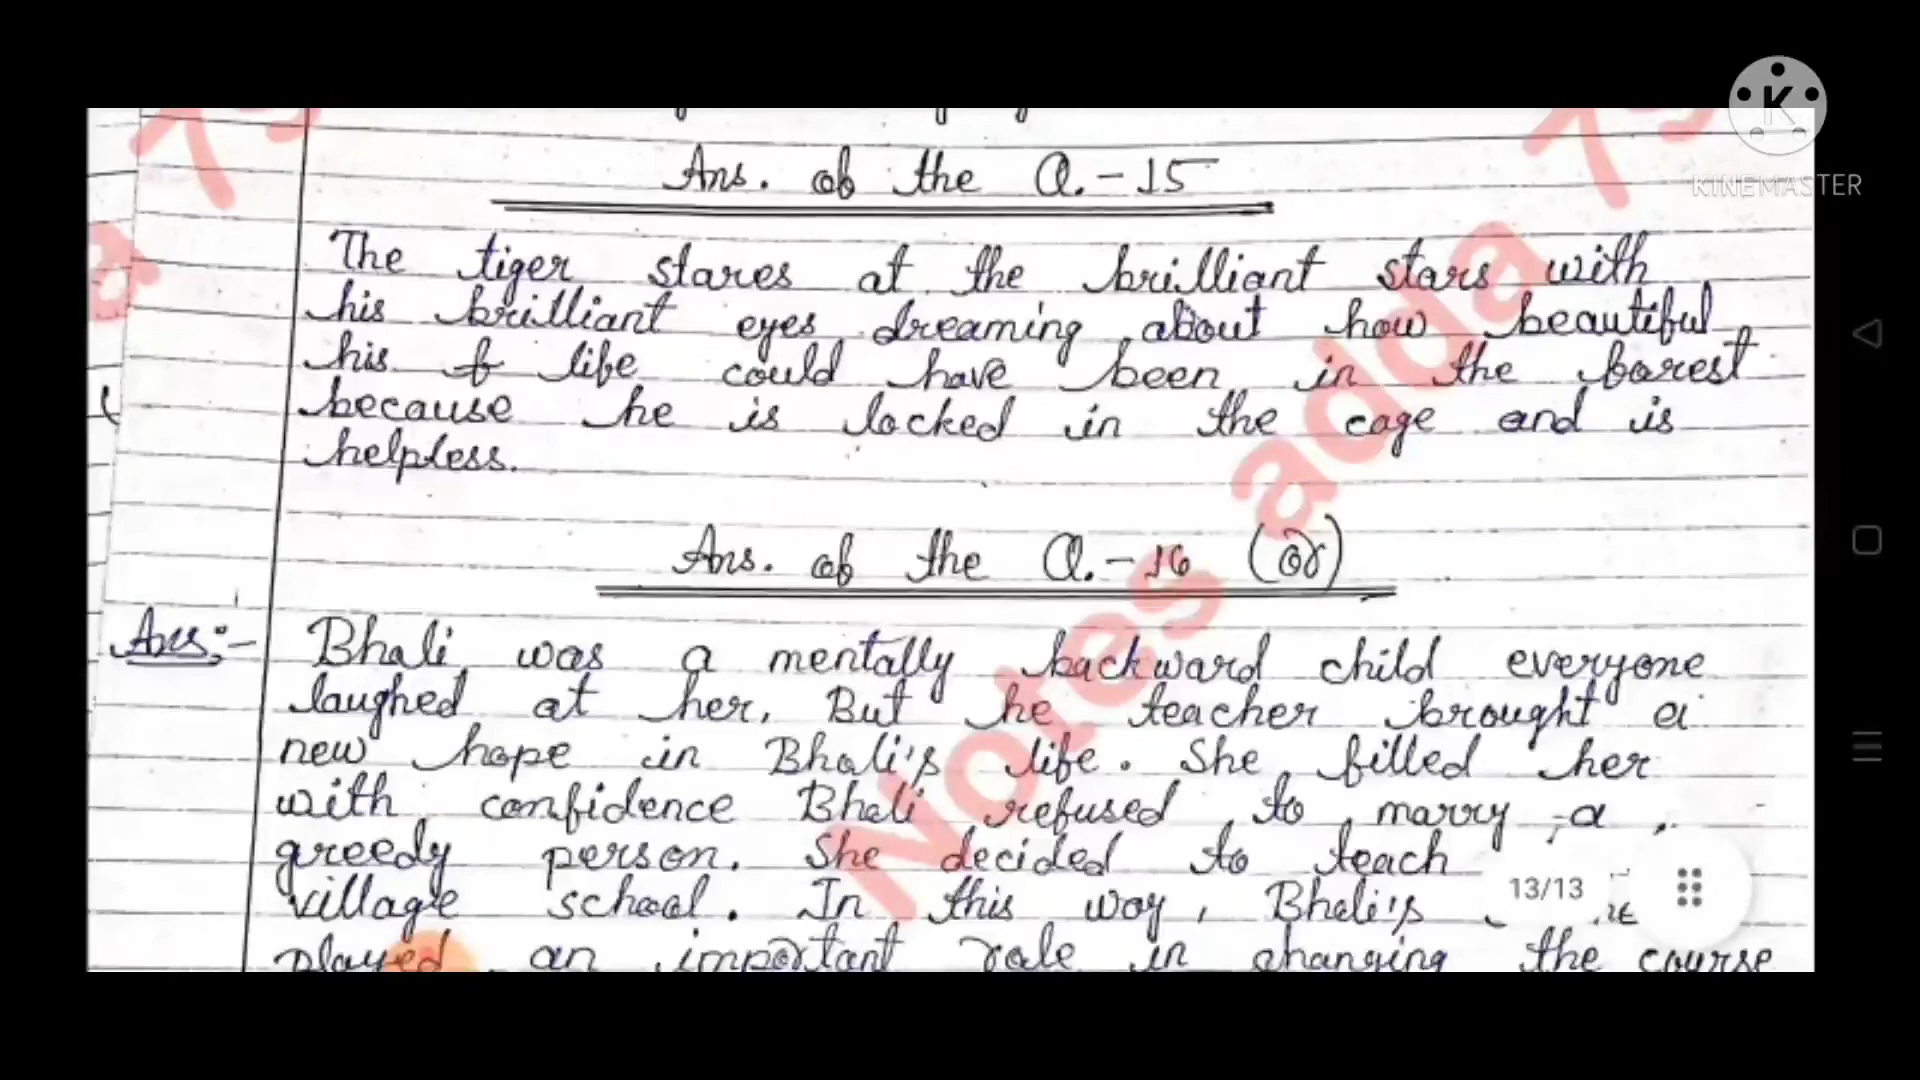 Ans. of the Q.-15
The tiger stares at the brilliant stars with
his brilliant eyes dreaming about how beautiful
his life could have been in the forest
because he is locked in the cage and is
helpless.
Ans. of the Q.-16 (or)
Ans:- Bholi was a mentally backward child everyone
laughed at her. But he teacher brought a
new hope in Bholi's life. She filled her
with confidence Bholi refused to marry a
greedy person. She decided to teach
village school. In this way, Bholi's
played an important role in changing the course
Notes adda 79
KINEMASTER
13/13